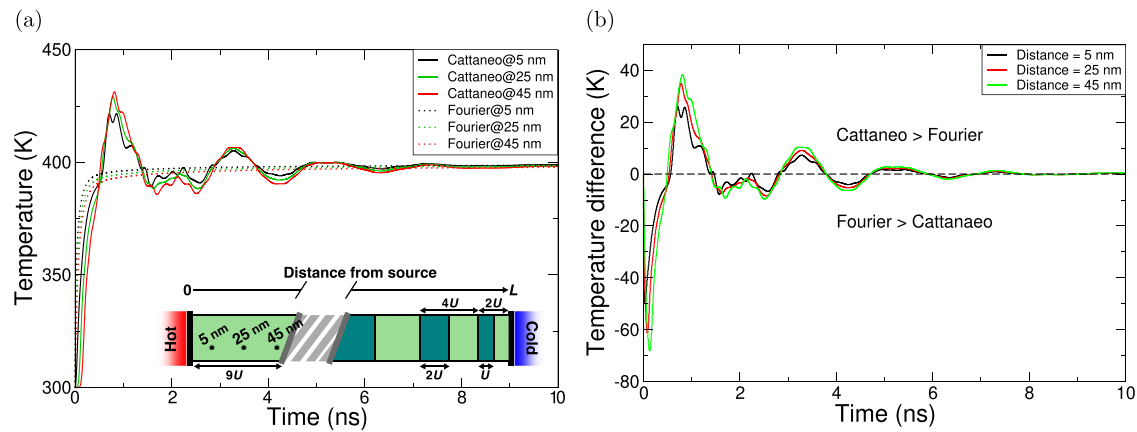 (a)
450
400
350
300
Temperature (K)
Cattaneo@5 nm
Cattaneo@25 nm
Cattaneo@45 nm
Fourier@5 nm
Fourier@25 nm
Fourier@45 nm
Distance from source
0
L
4U
2U
Hot
5 nm
25 nm
45 nm
Cold
9U
2U
U
0
2
4
6
8
10
Time (ns)
(b)
40
20
0
-20
-40
-60
-80
Temperature difference (K)
Distance = 5 nm
Distance = 25 nm
Distance = 45 nm
Cattaneo > Fourier
Fourier > Cattanaeo
0
2
4
6
8
10
Time (ns)